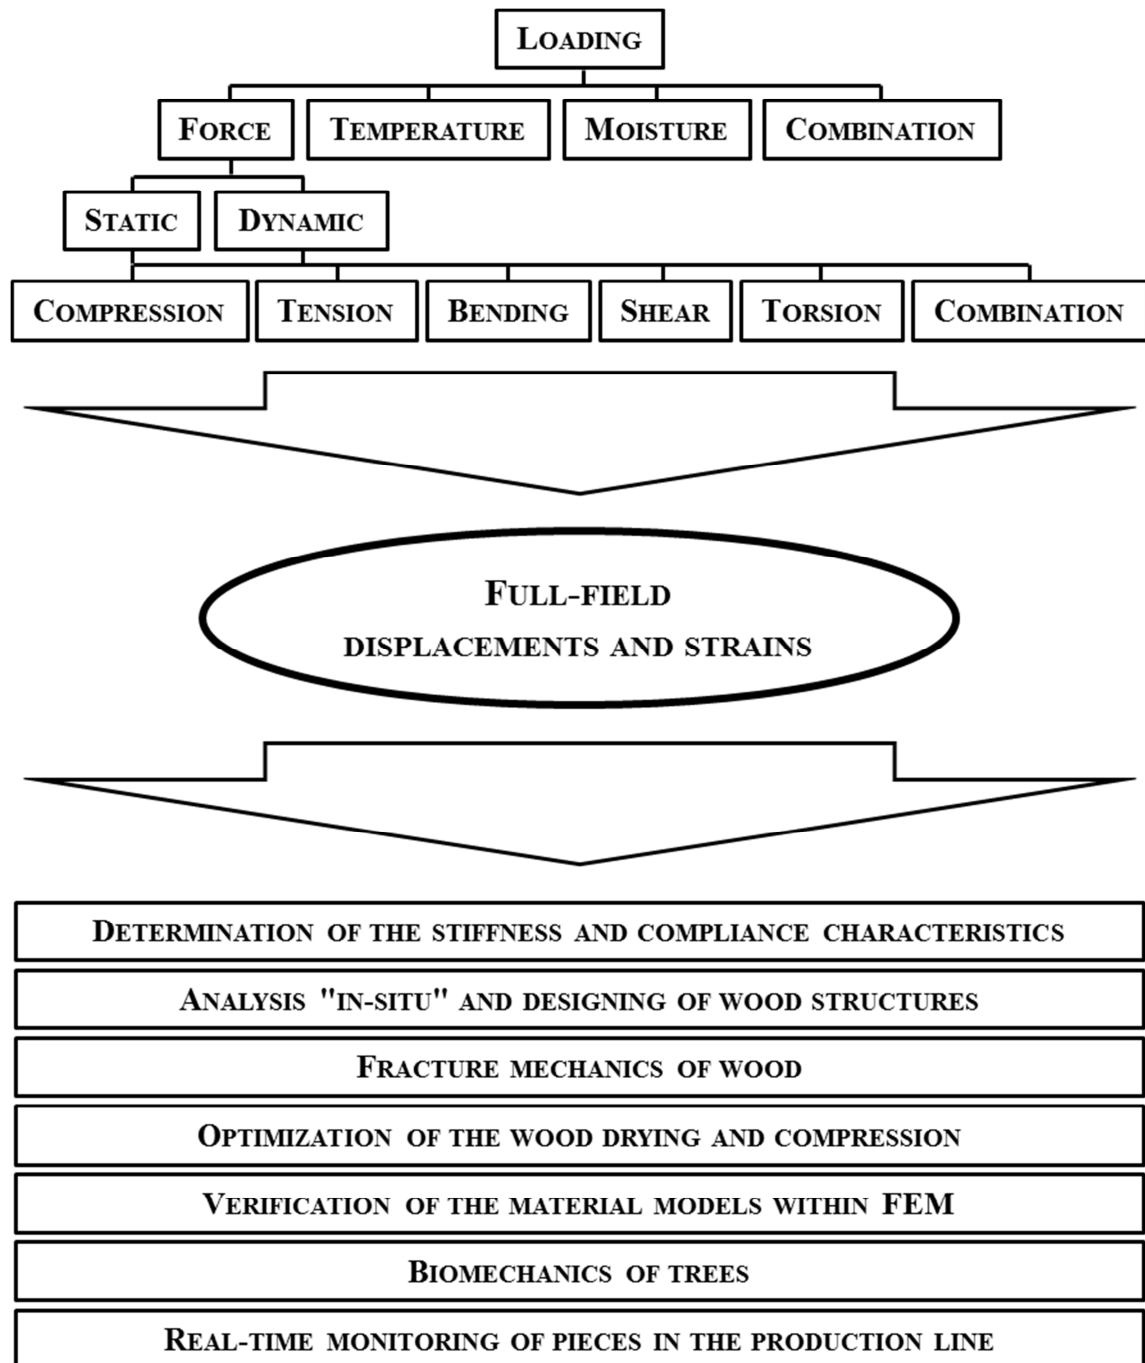 LOADING
FORCE TEMPERATURE MOISTURE COMBINATION
STATIC DYNAMIC
COMPRESSION TENSION BENDING SHEAR TORSION COMBINATION
FULL-FIELD
DISPLACEMENTS AND STRAINS
DETERMINATION OF THE STIFFNESS AND COMPLIANCE CHARACTERISTICS
ANALYSIS "IN-SITU" AND DESIGNING OF WOOD STRUCTURES
FRACTURE MECHANICS OF WOOD
OPTIMIZATION OF THE WOOD DRYING AND COMPRESSION
VERIFICATION OF THE MATERIAL MODELS WITHIN FEM
BIOMECHANICS OF TREES
REAL-TIME MONITORING OF PIECES IN THE PRODUCTION LINE